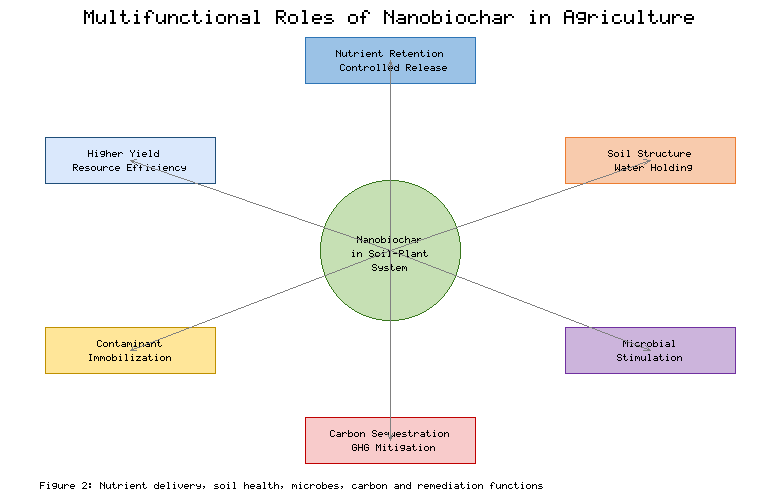 Multifunctional Roles of Nanobiochar in Agriculture
Nutrient Retention
Controlled Release
Higher Yield
Resource Efficiency
Soil Structure
Water Holding
Nanobiochar
in Soil-Plant
System
Contaminant
Immobilization
Microbial
Stimulation
Carbon Sequestration
GHG Mitigation
Figure 2: Nutrient delivery, soil health, microbes, carbon and remediation functions